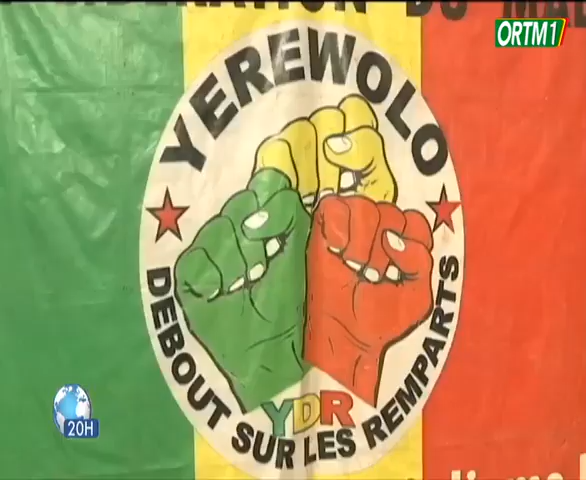 ORTM1
YEREWOLO
YDR
DEBOUT SUR LES REMPARTS
20H